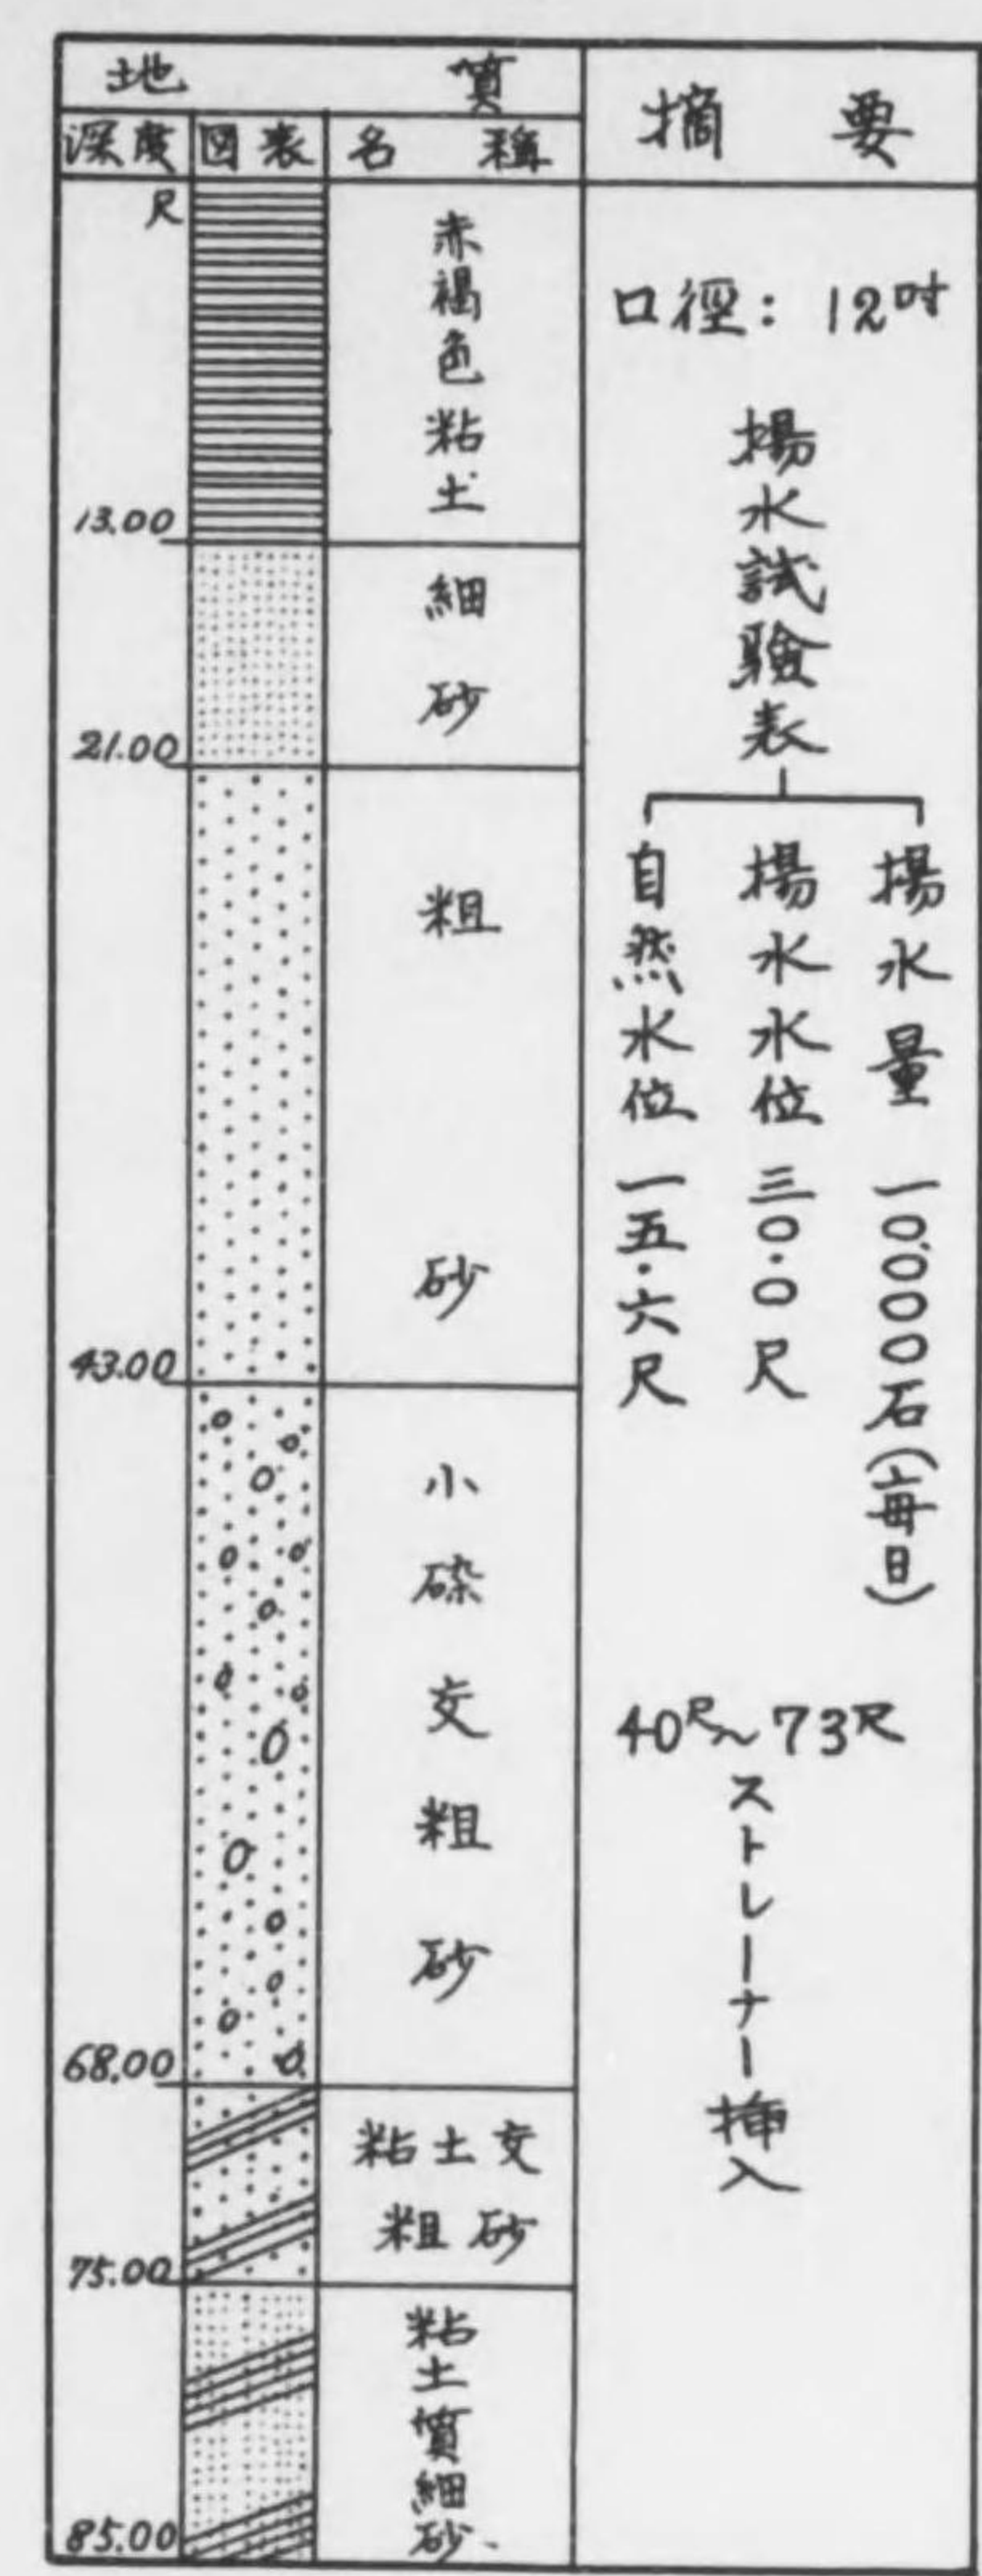 地質
深度 図表 名稱
尺
赤褐色粘土
13.00
細砂
21.00
粗砂
43.00
小磔交粗砂
68.00
粘土交
粗砂
75.00
粘土質細砂
85.00
摘要
口徑: 12吋
揚水試驗表
揚水量 一〇,〇〇〇石(毎日)
揚水水位 三〇.〇尺
自然水位 一五.六尺
40尺~73尺
ストレーナー挿入